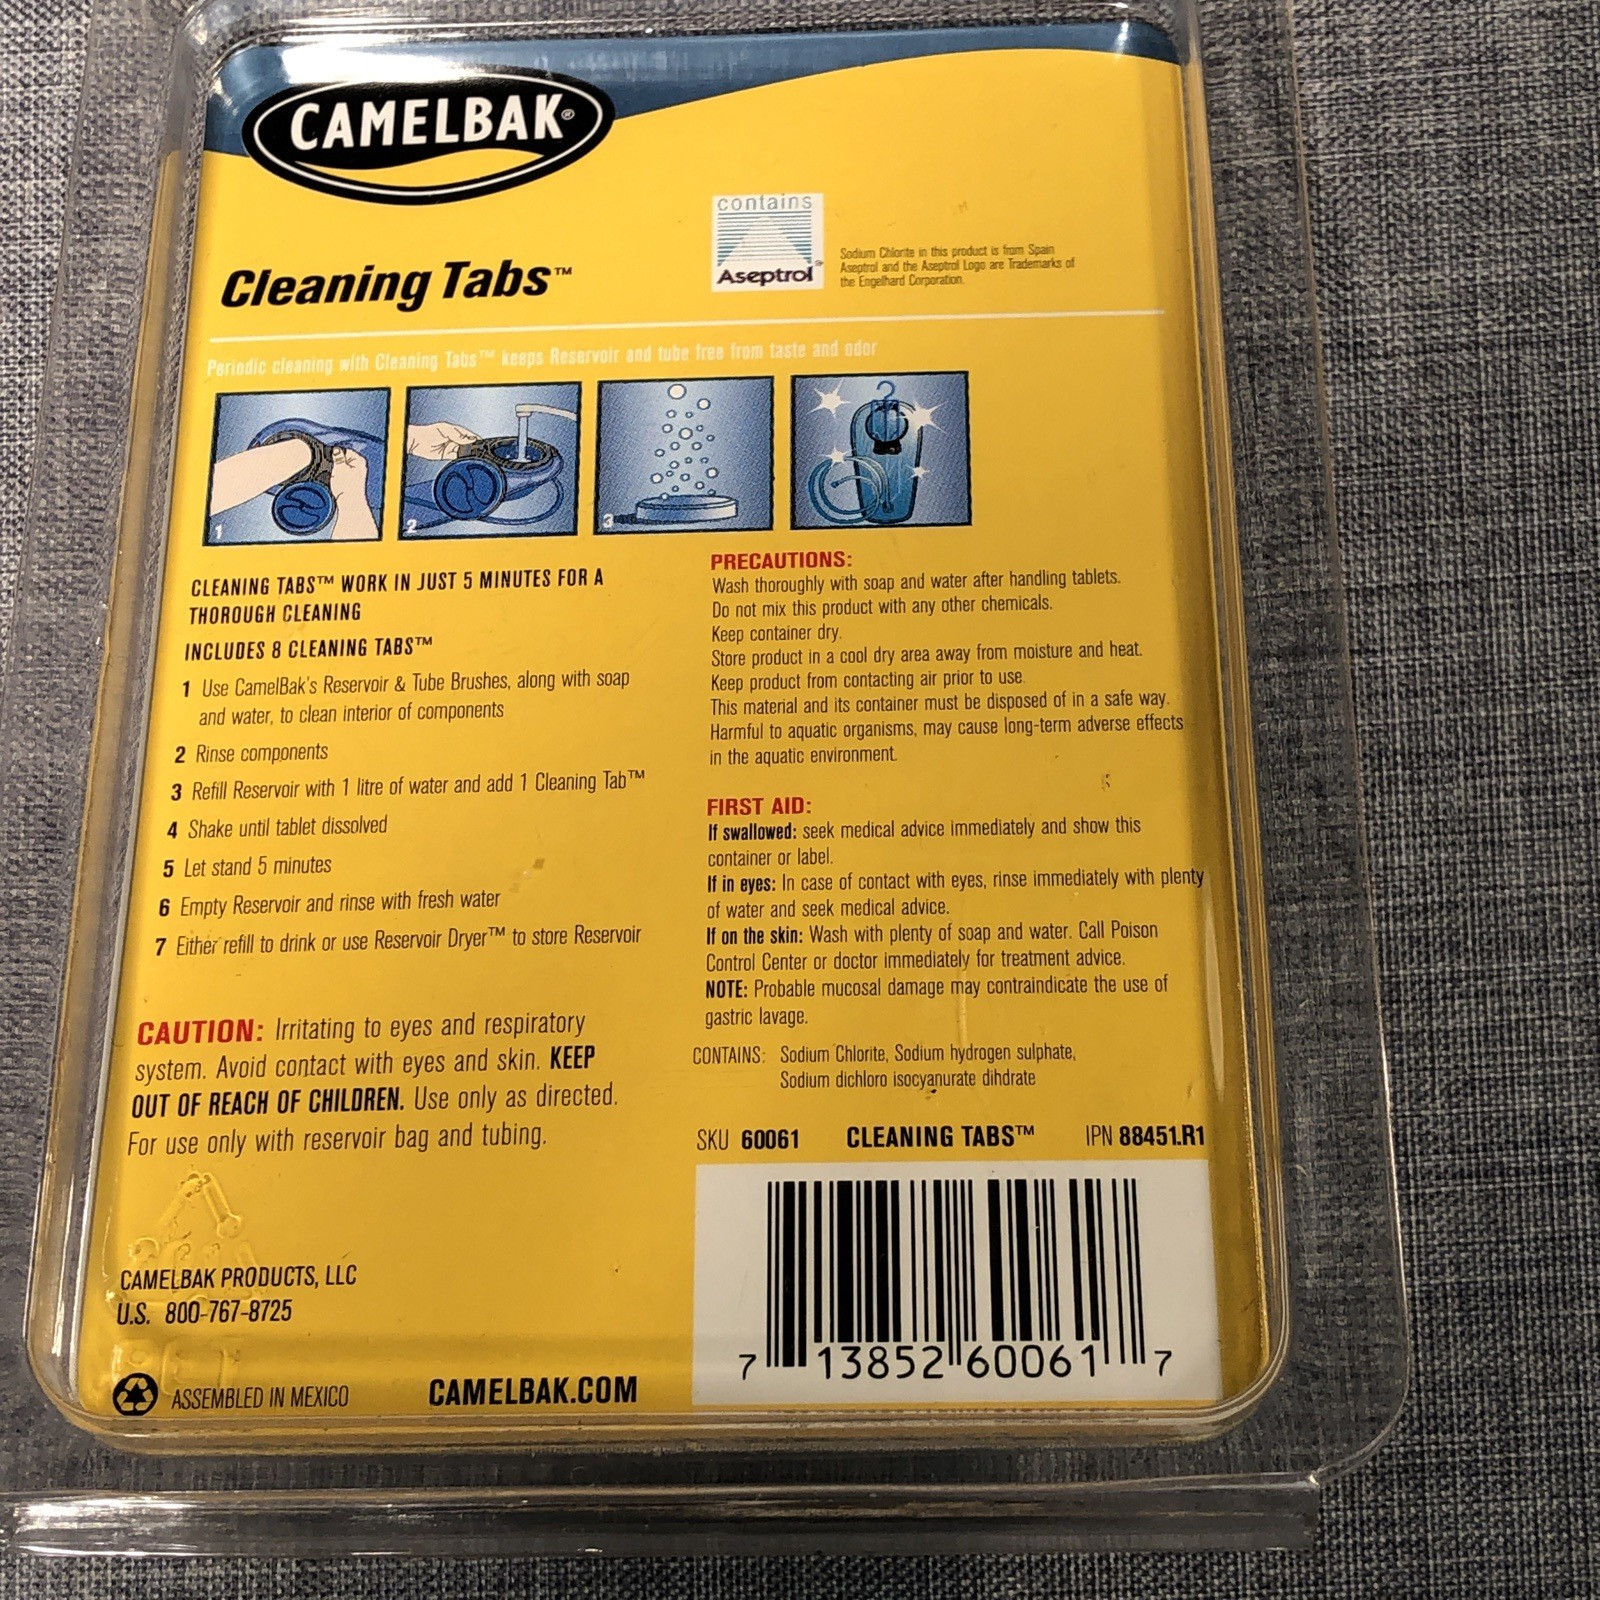 CAMELBAK®
contains
Aseptrol™
Sodium Chlorite in this product is from Spain
Aseptrol and the Aseptrol Logo are Trademarks of
the Engelhard Corporation.
Cleaning Tabs™
Periodic cleaning with Cleaning Tabs™ keeps Reservoir and tube free from taste and odor
1
2
3
CLEANING TABS™ WORK IN JUST 5 MINUTES FOR A
THOROUGH CLEANING
INCLUDES 8 CLEANING TABS™
1 Use CamelBak's Reservoir & Tube Brushes, along with soap
and water, to clean interior of components
2 Rinse components
3 Refill Reservoir with 1 litre of water and add 1 Cleaning Tab™
4 Shake until tablet dissolved
5 Let stand 5 minutes
6 Empty Reservoir and rinse with fresh water
7 Either refill to drink or use Reservoir Dryer™ to store Reservoir
CAUTION: Irritating to eyes and respiratory
system. Avoid contact with eyes and skin. KEEP
OUT OF REACH OF CHILDREN. Use only as directed.
For use only with reservoir bag and tubing.
CAMELBAK PRODUCTS, LLC
U.S. 800-767-8725
ASSEMBLED IN MEXICO
CAMELBAK.COM
PRECAUTIONS:
Wash thoroughly with soap and water after handling tablets.
Do not mix this product with any other chemicals.
Keep container dry.
Store product in a cool dry area away from moisture and heat.
Keep product from contacting air prior to use.
This material and its container must be disposed of in a safe way.
Harmful to aquatic organisms, may cause long-term adverse effects
in the aquatic environment.
FIRST AID:
If swallowed: seek medical advice immediately and show this
container or label.
If in eyes: In case of contact with eyes, rinse immediately with plenty
of water and seek medical advice.
If on the skin: Wash with plenty of soap and water. Call Poison
Control Center or doctor immediately for treatment advice.
NOTE: Probable mucosal damage may contraindicate the use of
gastric lavage.
CONTAINS: Sodium Chlorite, Sodium hydrogen sulphate,
Sodium dichloro isocyanurate dihdrate
SKU 60061 CLEANING TABS™ IPN 88451.R1
7 13852 60061 7